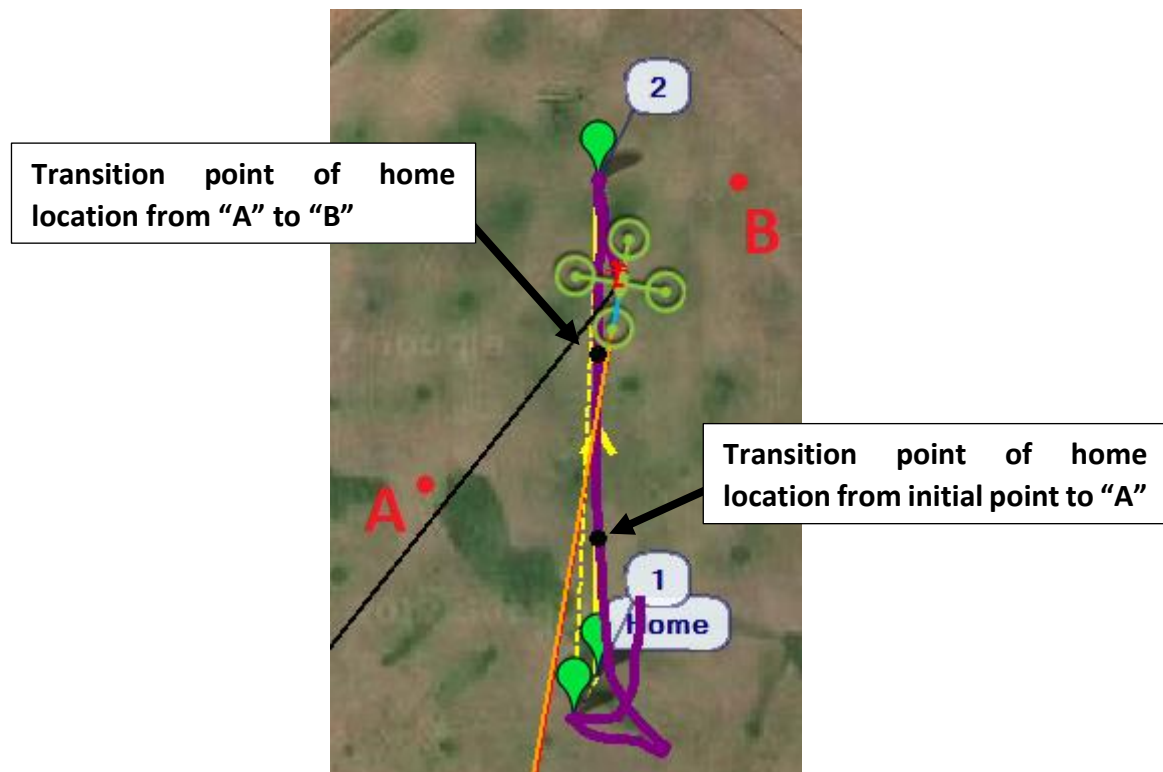 2
Transition point of home
location from “A” to “B”
B
Transition point of home
location from initial point to “A”
A
1
Home